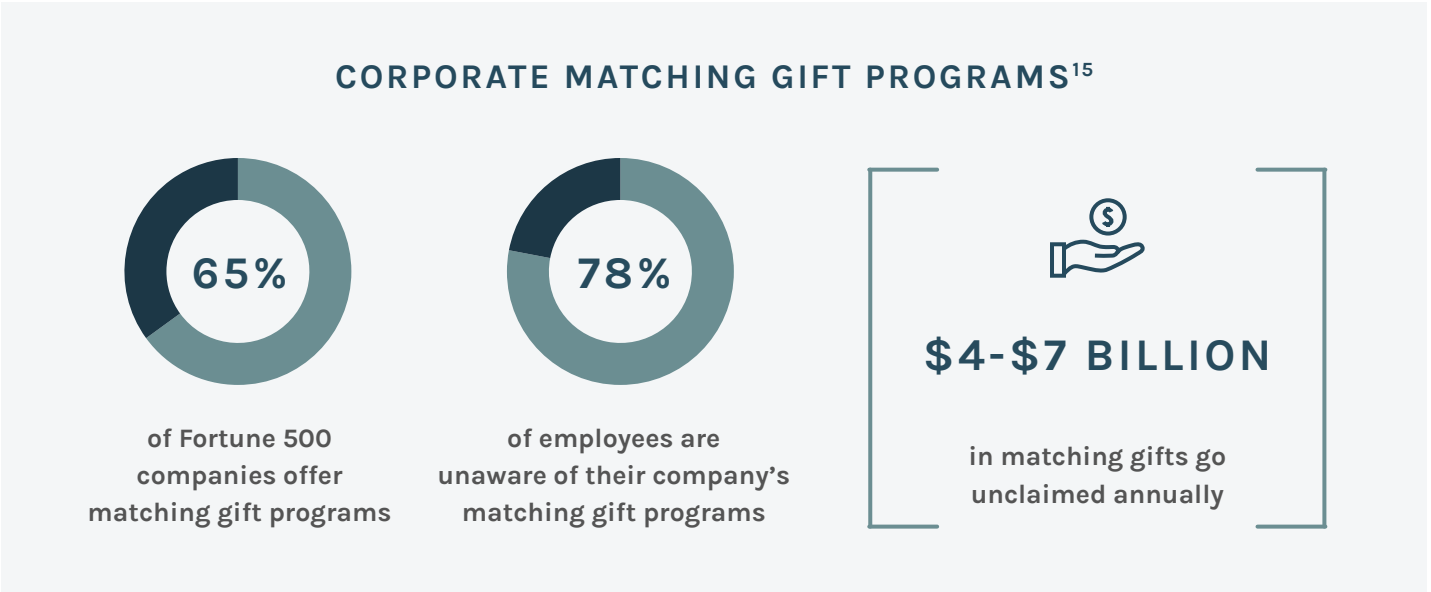 CORPORATE MATCHING GIFT PROGRAMS¹⁵
65%
of Fortune 500
companies offer
matching gift programs
78%
of employees are
unaware of their company’s
matching gift programs
$
$4-$7 BILLION
in matching gifts go
unclaimed annually